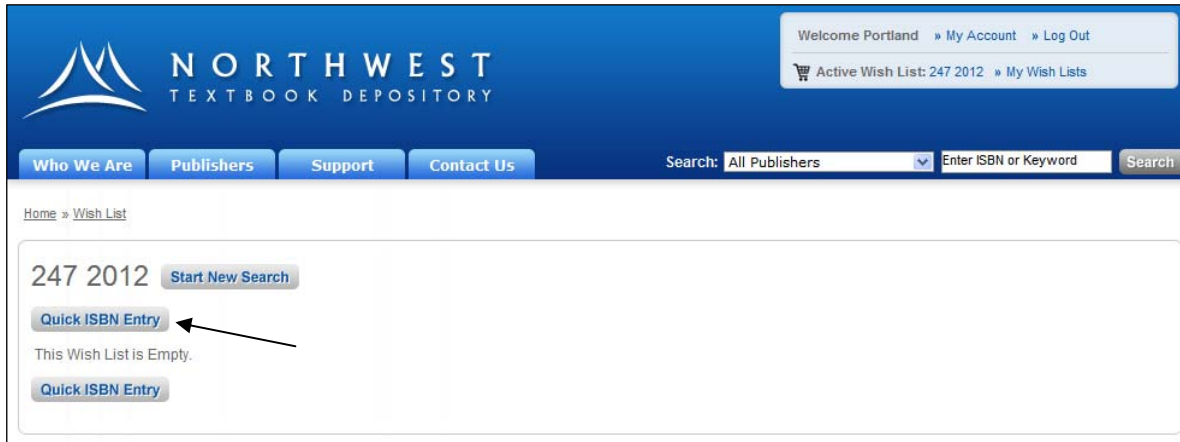 Welcome Portland » My Account » Log Out
NORTHWEST
TEXTBOOK DEPOSITORY
Active Wish List: 247 2012 » My Wish Lists
Who We Are Publishers Support Contact Us Search: All Publishers Enter ISBN or Keyword Search
Home » Wish List
247 2012 Start New Search
Quick ISBN Entry
This Wish List is Empty.
Quick ISBN Entry